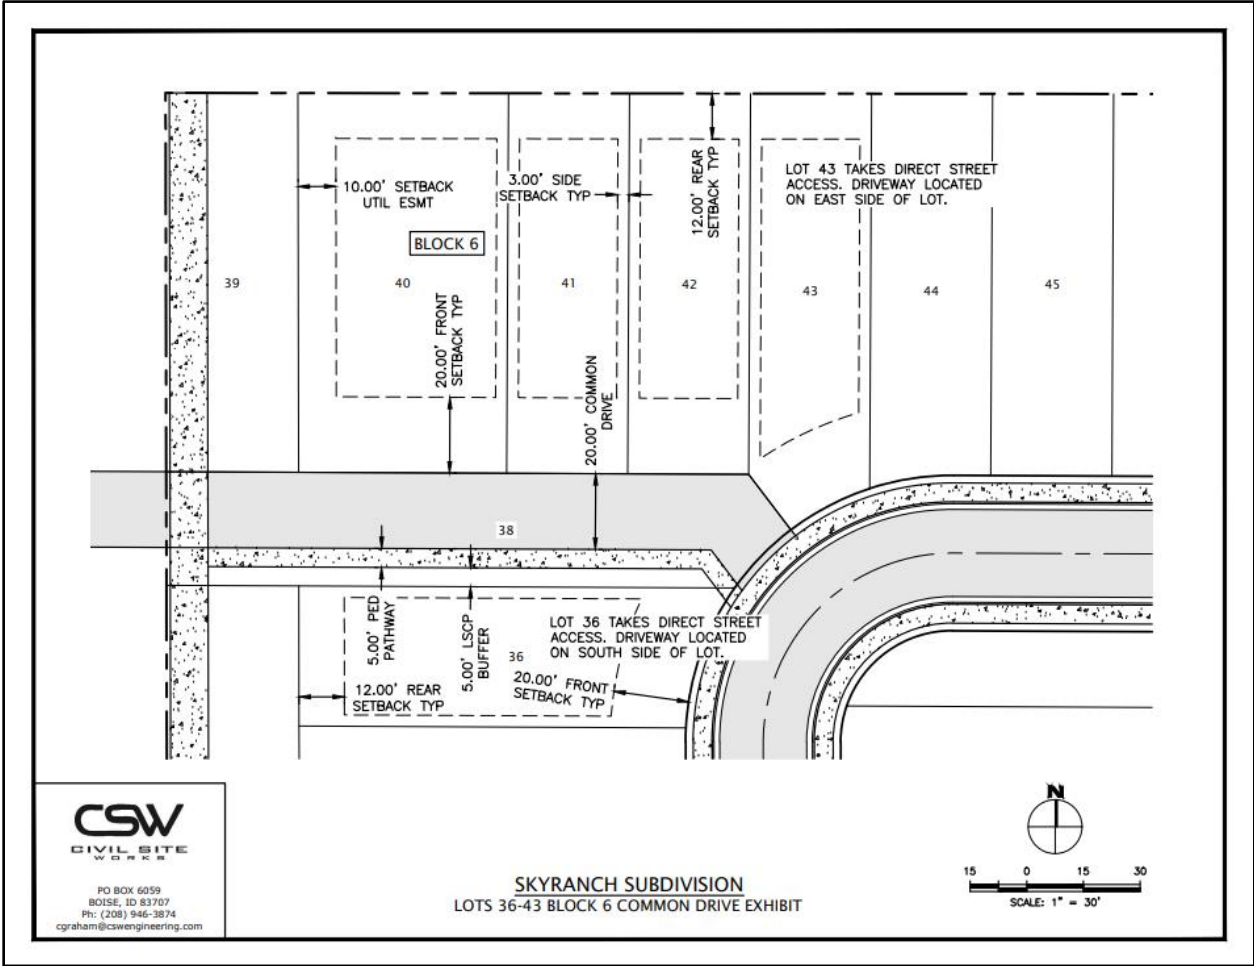 LOT 43 TAKES DIRECT STREET
ACCESS. DRIVEWAY LOCATED
ON EAST SIDE OF LOT.
10.00' SETBACK
UTIL ESMT
3.00' SIDE
SETBACK TYP
12.00' REAR
SETBACK TYP
BLOCK 6
39
40
41
42
43
44
45
20.00' FRONT
SETBACK TYP
20.00' COMMON
DRIVE
38
5.00' PED
PATHWAY
5.00' LSCP
BUFFER
LOT 36 TAKES DIRECT STREET
ACCESS. DRIVEWAY LOCATED
ON SOUTH SIDE OF LOT.
36
12.00' REAR
SETBACK TYP
20.00' FRONT
SETBACK TYP
CSW
CIVIL SITE
WORKS
PO BOX 6059
BOISE, ID 83707
Ph: (208) 946-3874
cgraham@cswengineering.com
SKYRANCH SUBDIVISION
LOTS 36-43 BLOCK 6 COMMON DRIVE EXHIBIT
N
15 0 15 30
SCALE: 1" = 30'